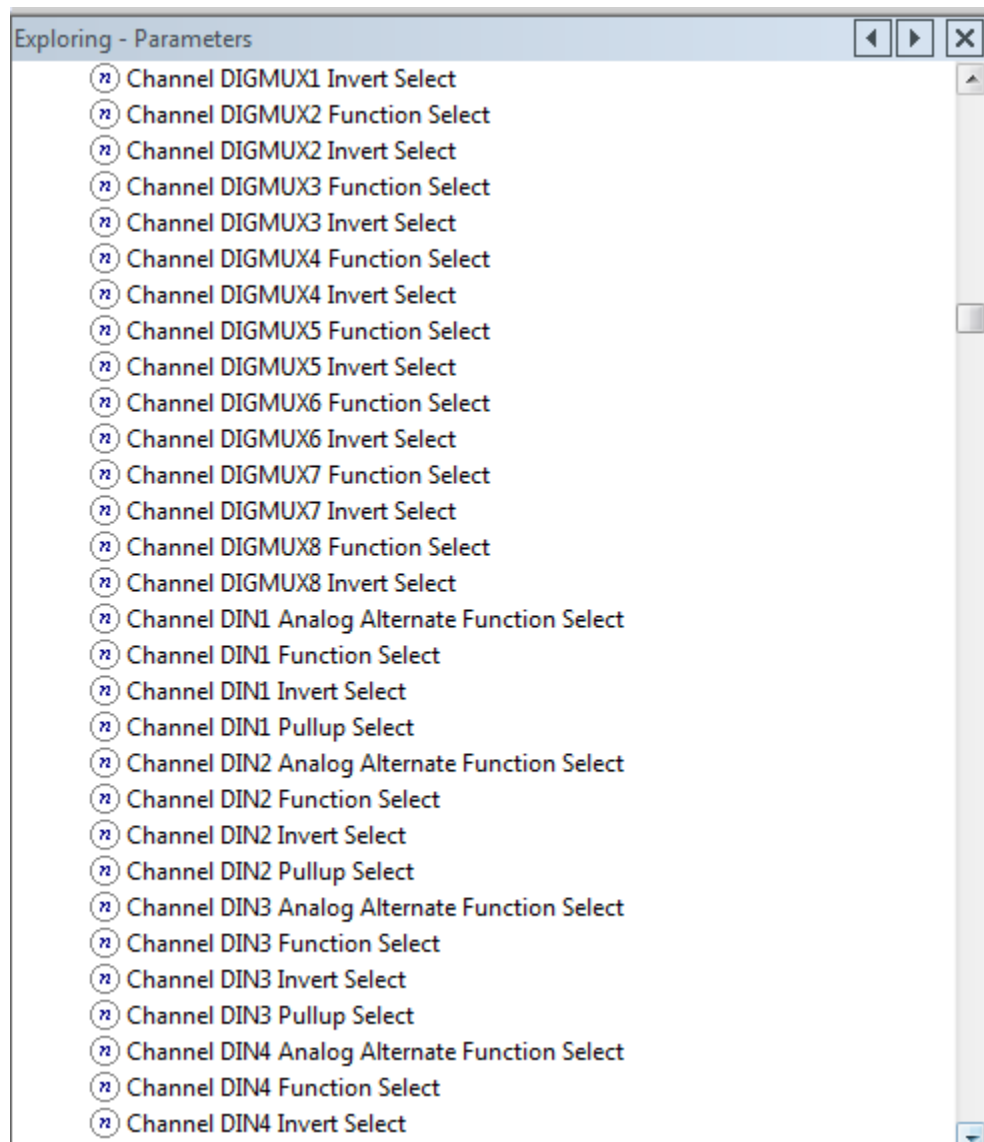 Exploring - Parameters
Channel DIGMUX1 Invert Select
Channel DIGMUX2 Function Select
Channel DIGMUX2 Invert Select
Channel DIGMUX3 Function Select
Channel DIGMUX3 Invert Select
Channel DIGMUX4 Function Select
Channel DIGMUX4 Invert Select
Channel DIGMUX5 Function Select
Channel DIGMUX5 Invert Select
Channel DIGMUX6 Function Select
Channel DIGMUX6 Invert Select
Channel DIGMUX7 Function Select
Channel DIGMUX7 Invert Select
Channel DIGMUX8 Function Select
Channel DIGMUX8 Invert Select
Channel DIN1 Analog Alternate Function Select
Channel DIN1 Function Select
Channel DIN1 Invert Select
Channel DIN1 Pullup Select
Channel DIN2 Analog Alternate Function Select
Channel DIN2 Function Select
Channel DIN2 Invert Select
Channel DIN2 Pullup Select
Channel DIN3 Analog Alternate Function Select
Channel DIN3 Function Select
Channel DIN3 Invert Select
Channel DIN3 Pullup Select
Channel DIN4 Analog Alternate Function Select
Channel DIN4 Function Select
Channel DIN4 Invert Select